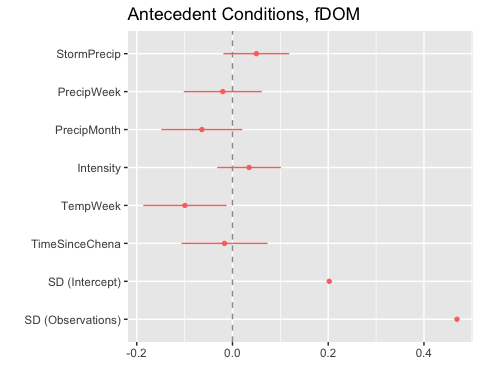 Antecedent Conditions, fDOM
StormPrecip
PrecipWeek
PrecipMonth
Intensity
TempWeek
TimeSinceChena
SD (Intercept)
SD (Observations)
-0.2 0.0 0.2 0.4